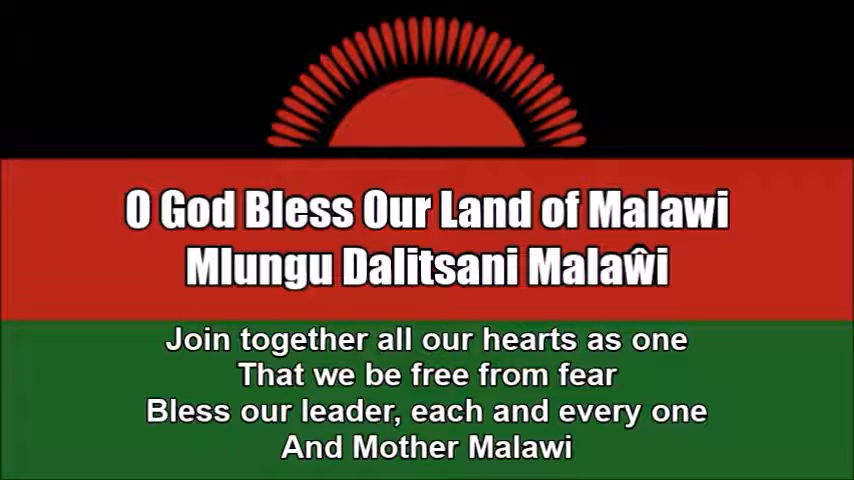 O God Bless Our Land of Malawi
Mlungu Dalitsani Malaŵi
Join together all our hearts as one
That we be free from fear
Bless our leader, each and every one
And Mother Malawi